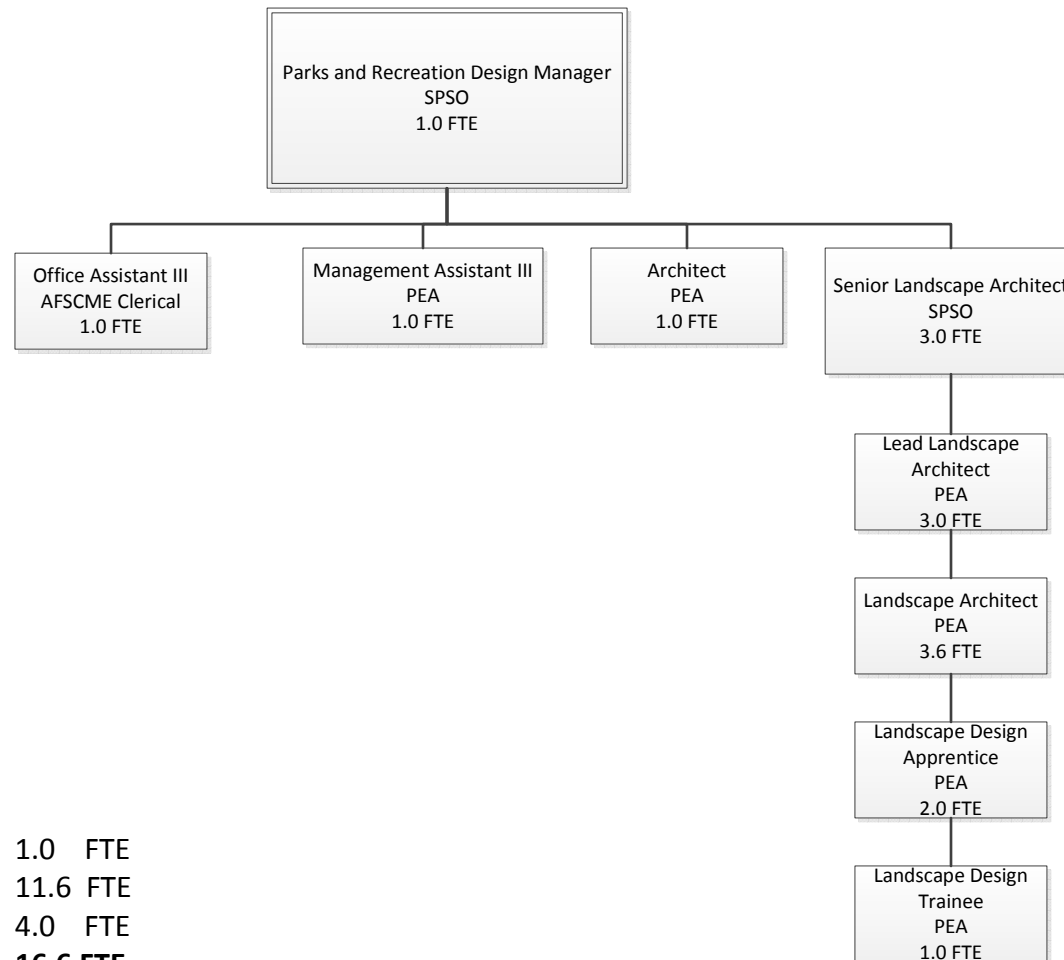 Parks and Recreation Design Manager
SPSO
1.0 FTE
Office Assistant III
AFSCME Clerical
1.0 FTE
Management Assistant III
PEA
1.0 FTE
Architect
PEA
1.0 FTE
Senior Landscape Architect
SPSO
3.0 FTE
Lead Landscape
Architect
PEA
3.0 FTE
Landscape Architect
PEA
3.6 FTE
Landscape Design
Apprentice
PEA
2.0 FTE
Landscape Design
Trainee
PEA
1.0 FTE
1.0 FTE
11.6 FTE
4.0 FTE
16.6 FTE